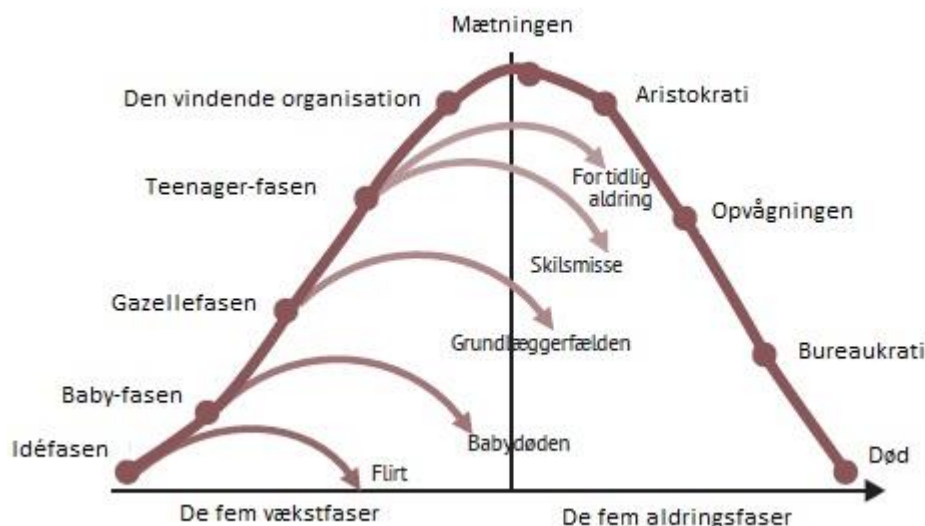 Mætningen
Den vindende organisation
Aristokrati
Teenager-fasen
For tidlig
aldring
Opvågningen
Skilsmisse
Gazellefasen
Grundlæggerfælden
Bureaukrati
Baby-fasen
Babydøden
Idéfasen
Flirt
Død
De fem vækstfaser
De fem aldringsfaser